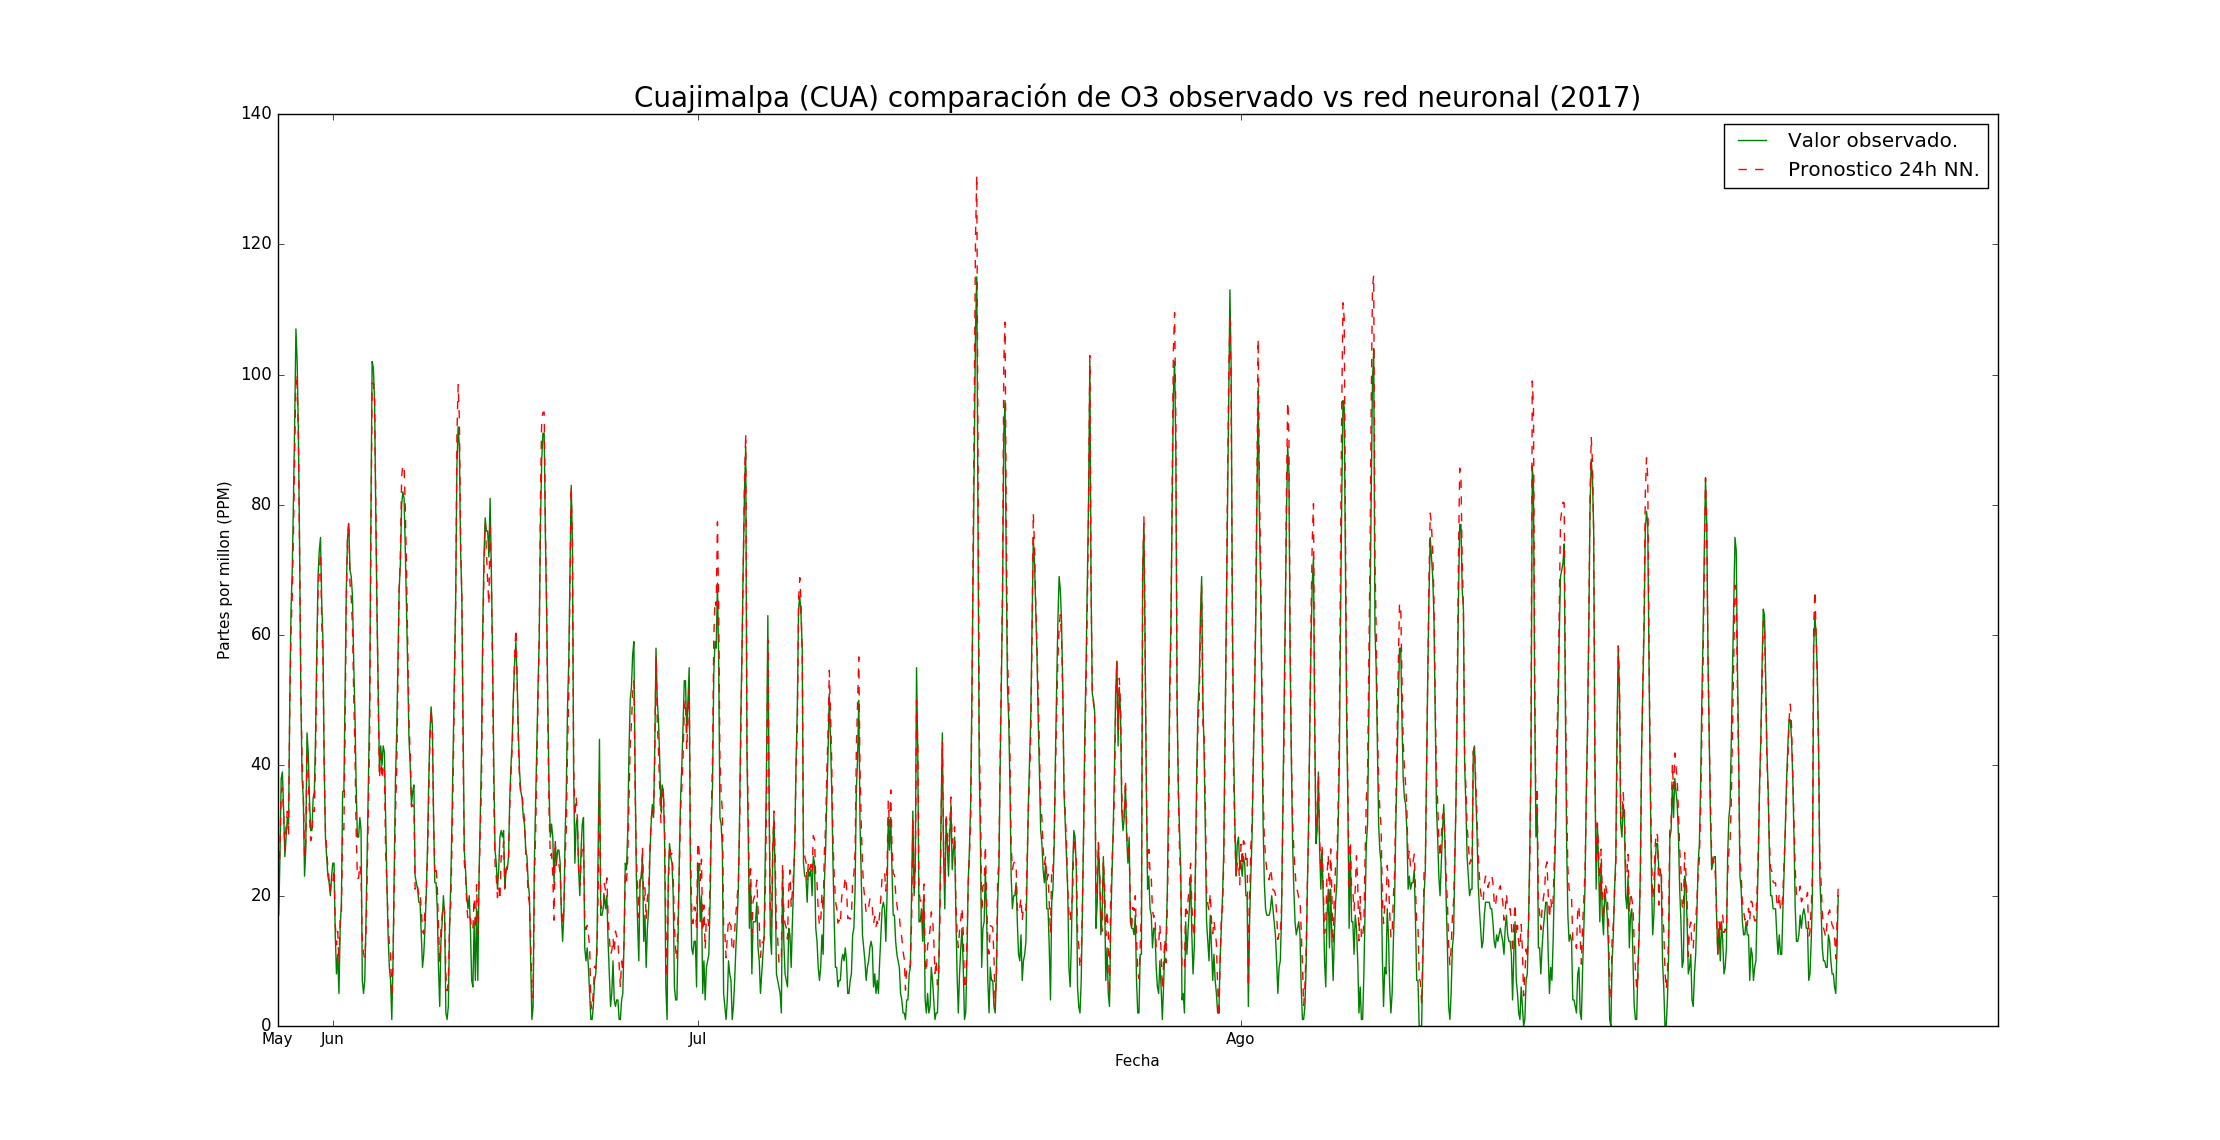 Cuajimalpa (CUA) comparación de O3 observado vs red neuronal (2017)
140
120
100
80
60
40
20
0
Partes por millon (PPM)
Valor observado.
Pronostico 24h NN.
May
Jun
Jul
Ago
Fecha